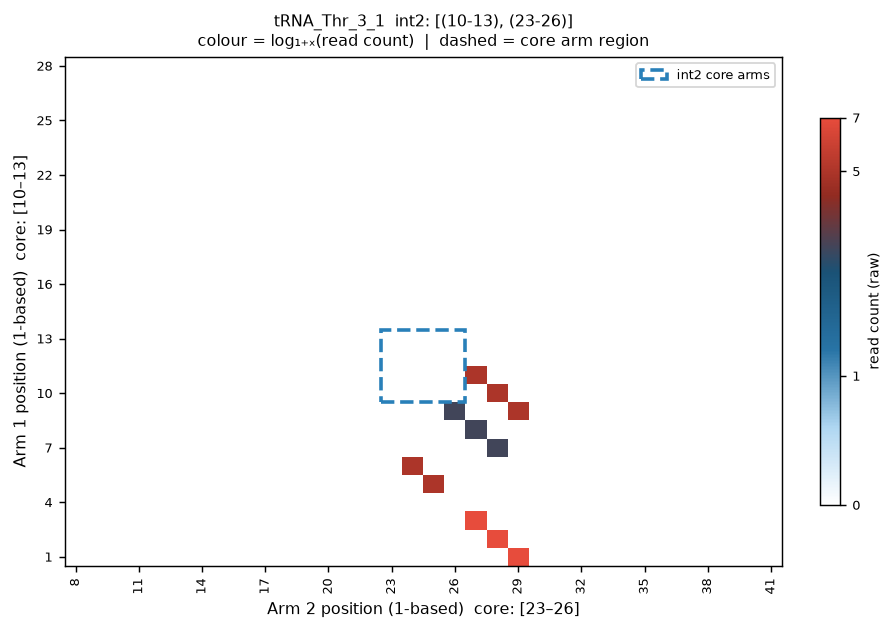 tRNA_Thr_3_1  int2: [(10-13), (23-26)]
colour = log₁₊ₓ(read count)  |  dashed = core arm region
int2 core arms
28
25
22
19
16
13
10
7
4
1
Arm 1 position (1-based)  core: [10–13]
8 11 14 17 20 23 26 29 32 35 38 41
Arm 2 position (1-based)  core: [23–26]
7
5
1
0
read count (raw)